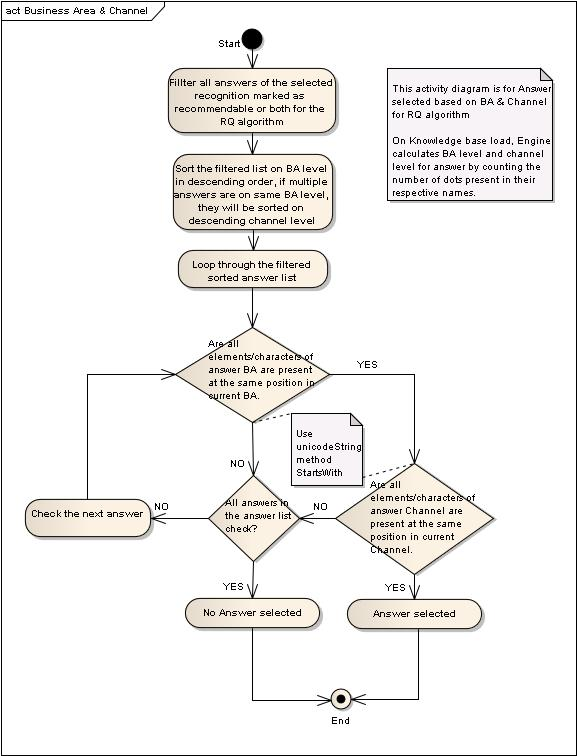 act Business Area & Channel
Start
Fillter all answers of the selected
recognition marked as
recommendable or both for the
RQ algorithm
This activity diagram is for Answer
selected based on BA & Channel
for RQ algorithm
On Knowledge base load, Engine
calculates BA level and channel
level for answer by counting the
number of dots present in their
respective names.
Sort the filtered list on BA level
in descending order, if multiple
answers are on same BA level,
they will be sorted on
descending channel level
Loop through the filtered
sorted answer list
Are all
elements/characters of
answer BA are present
at the same position in
current BA.
YES
Use
unicodeString
method
StartsWith
NO
Are all
elements/characters of
answer Channel are
present at the same
position in current
Channel.
NO
All answers in
the answer list
check?
NO
Check the next answer
YES
YES
No Answer selected
Answer selected
End